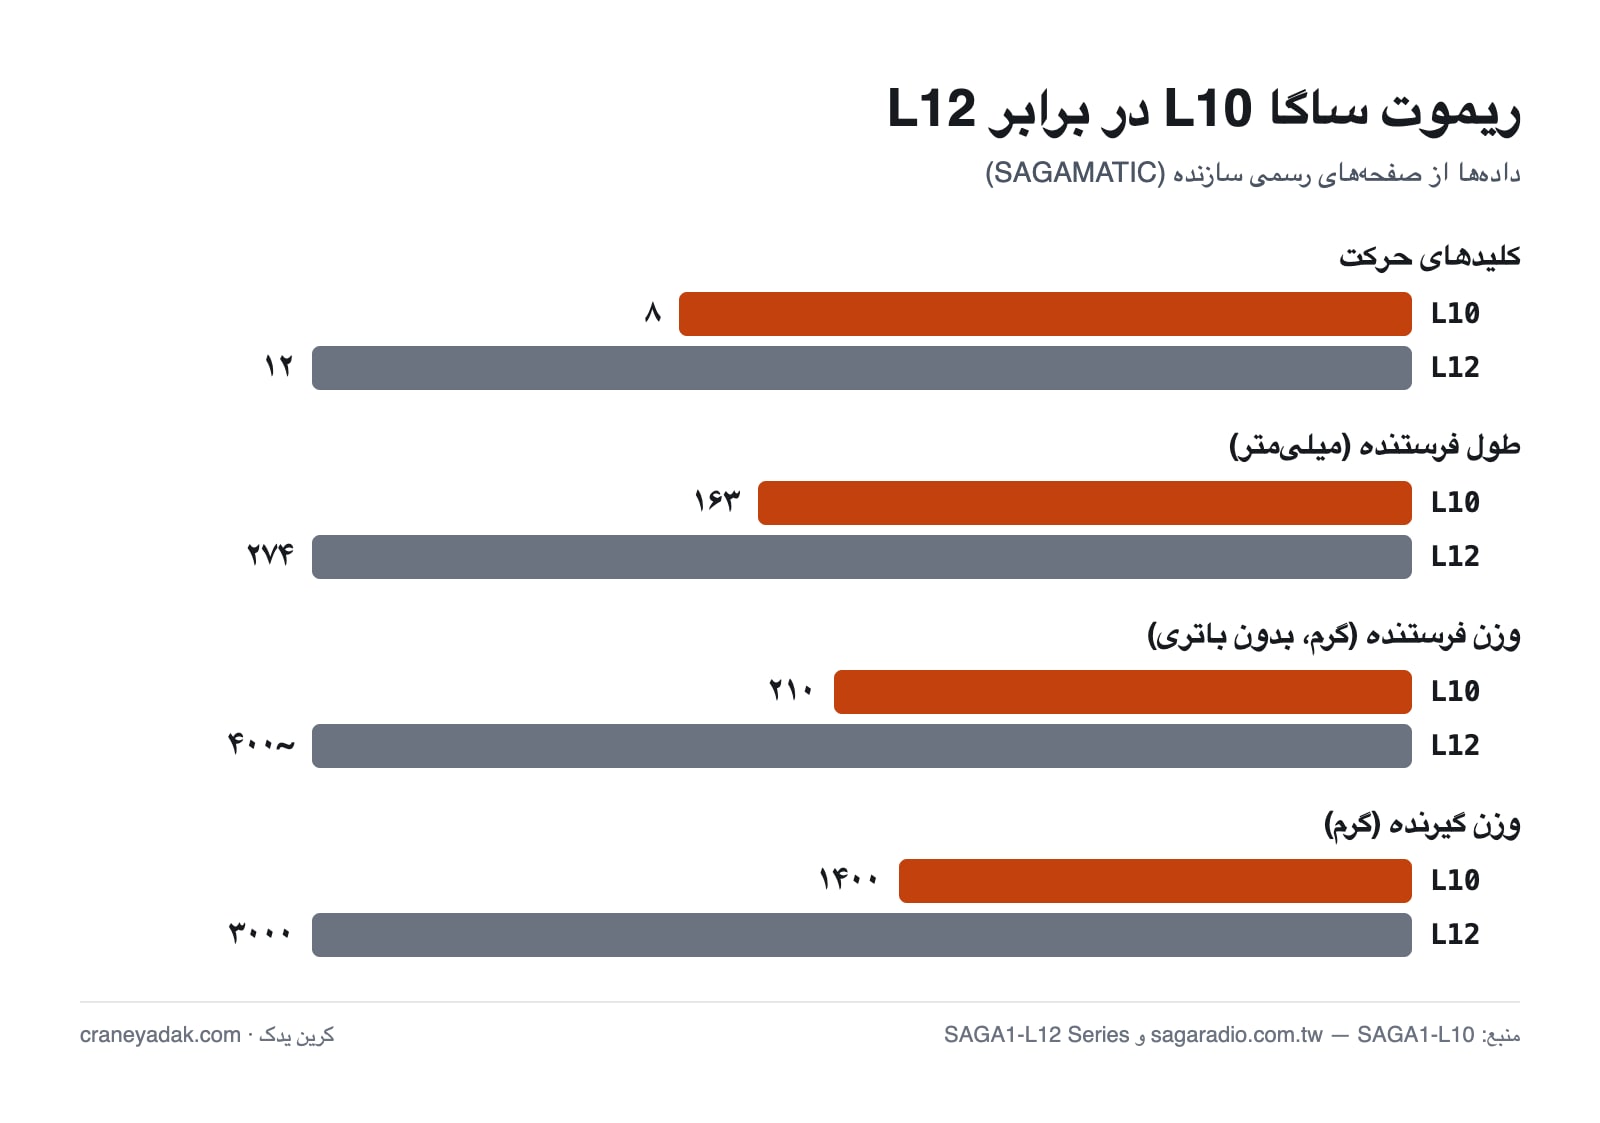 ریموت ساگا L10 در برابر L12
داده‌ها از صفحه‌های رسمی سازنده (SAGAMATIC)
کلیدهای حرکت
L10 ۸
L12 ۱۲
طول فرستنده (میلی‌متر)
L10 ۱۶۳
L12 ۲۷۴
وزن فرستنده (گرم، بدون باتری)
L10 ۲۱۰
L12 ~۴۰۰
وزن گیرنده (گرم)
L10 ۱۴۰۰
L12 ۳۰۰۰
منبع: sagaradio.com.tw — SAGA1-L10 و SAGA1-L12 Series
کرین یدک · craneyadak.com